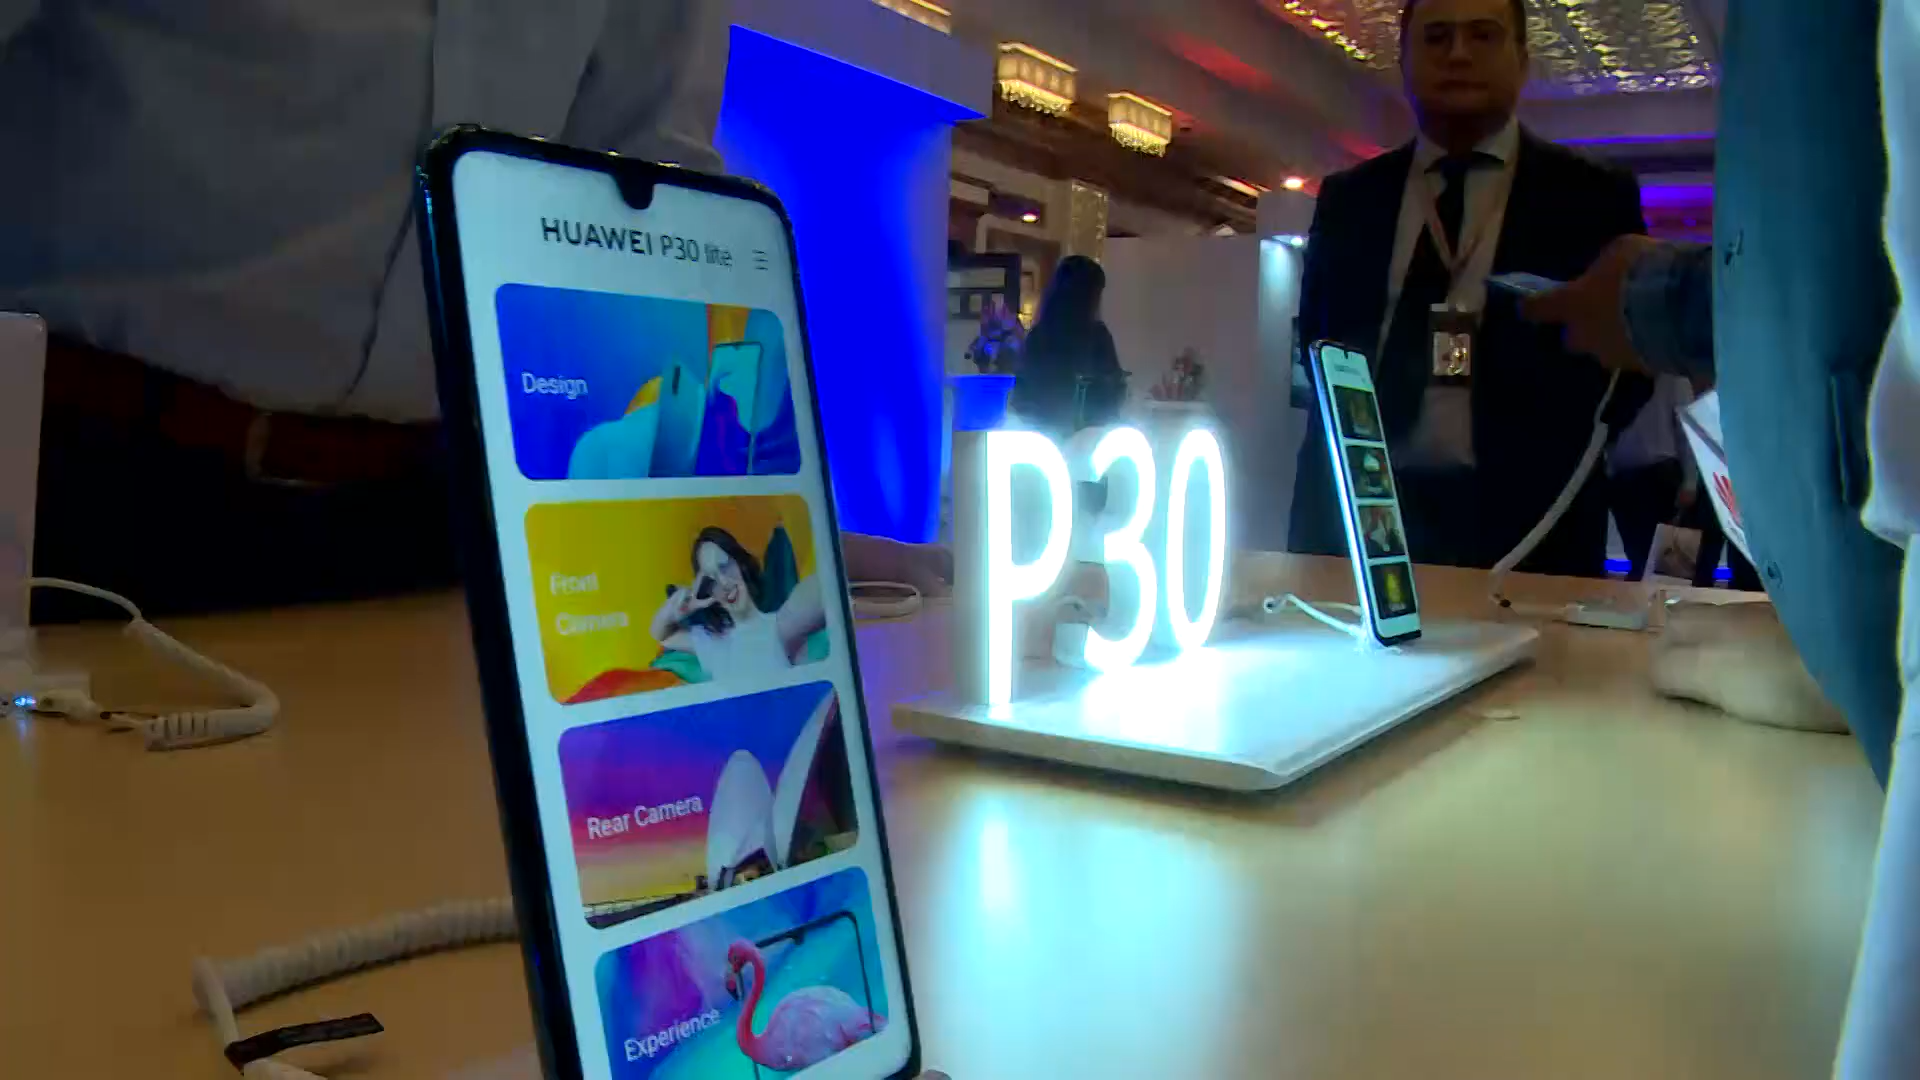 HUAWEI P30 lite
Design
Front
Camera
Rear Camera
Experience
P30